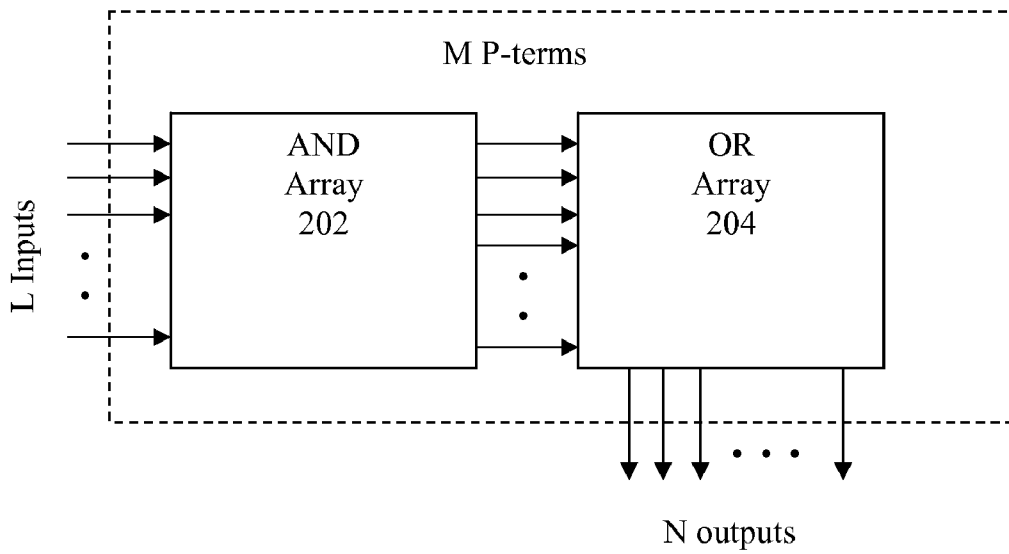 M P-terms
AND
Array
202
OR
Array
204
L Inputs
N outputs